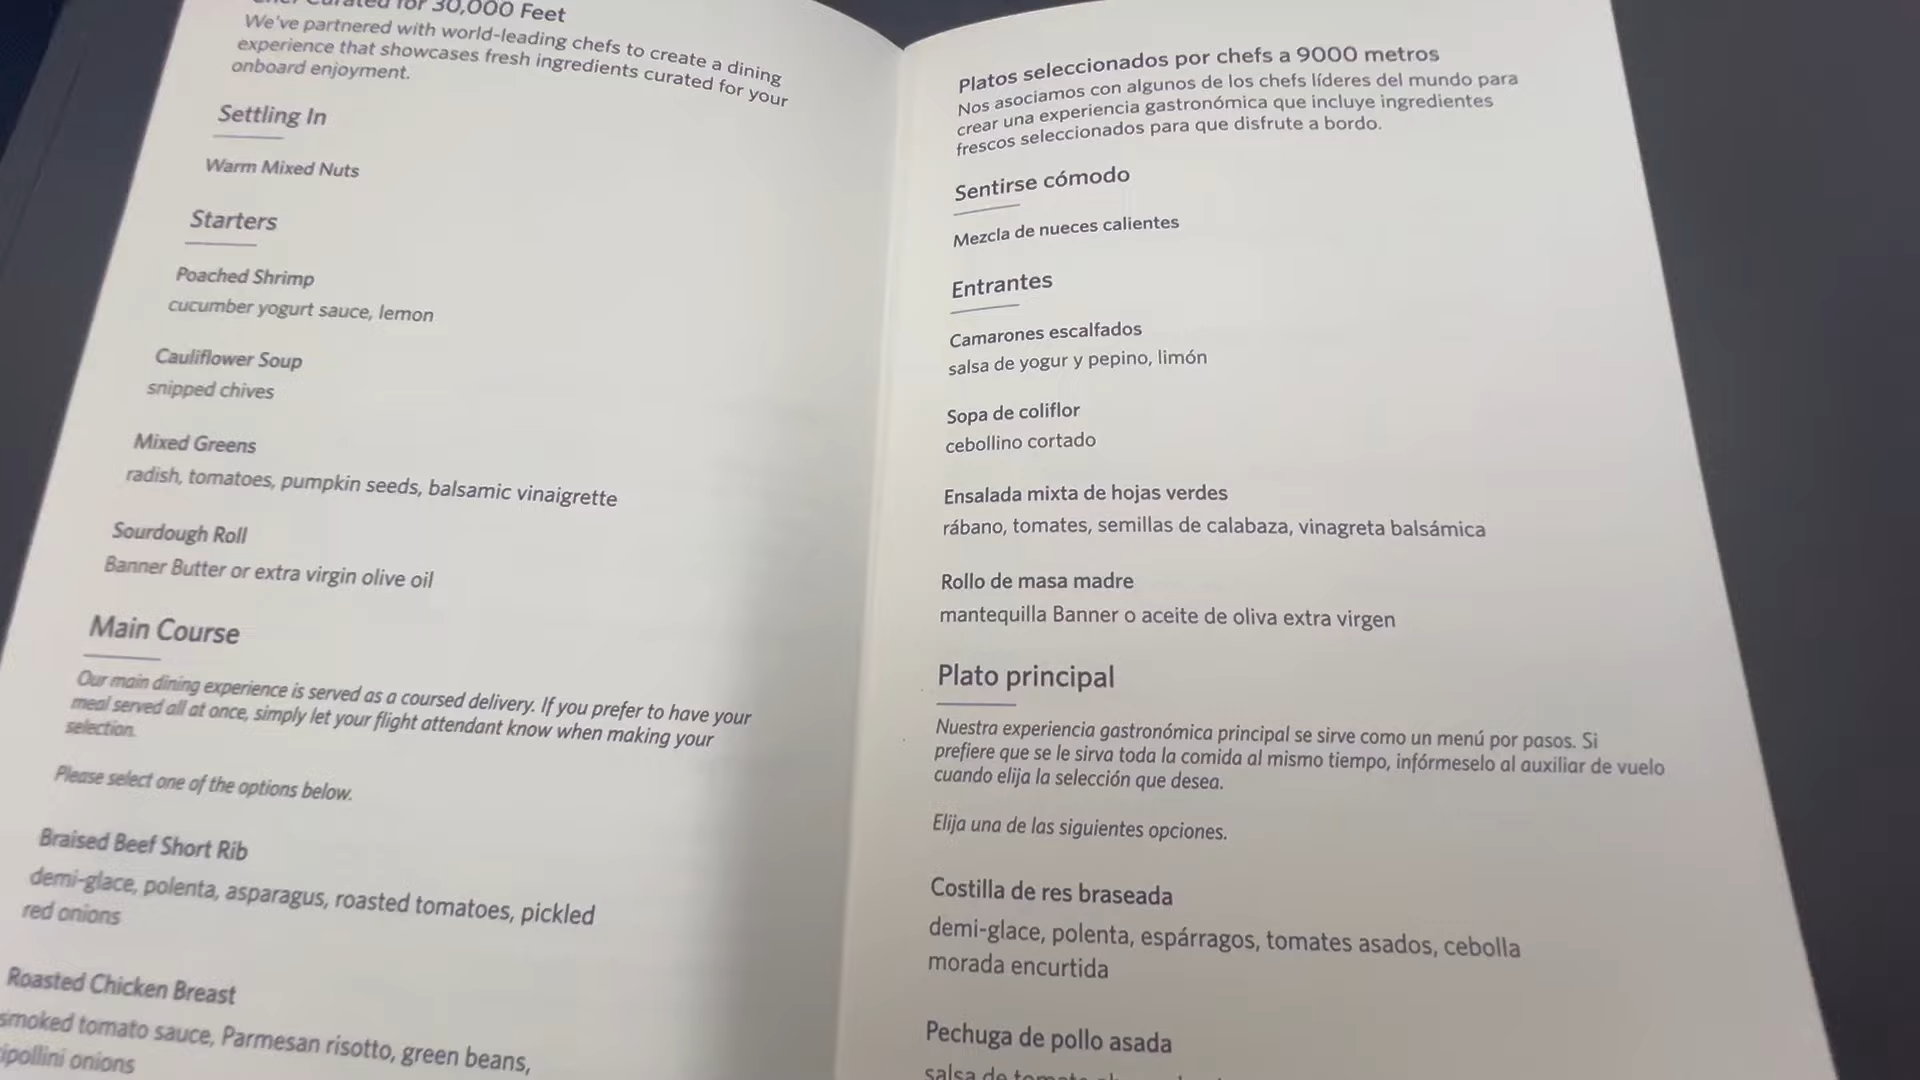 Curated for 30,000 Feet
We've partnered with world-leading chefs to create a dining
experience that showcases fresh ingredients curated for your
onboard enjoyment.
Settling In
Warm Mixed Nuts
Starters
Poached Shrimp
cucumber yogurt sauce, lemon
Cauliflower Soup
snipped chives
Mixed Greens
radish, tomatoes, pumpkin seeds, balsamic vinaigrette
Sourdough Roll
Banner Butter or extra virgin olive oil
Main Course
Our main dining experience is served as a coursed delivery. If you prefer to have your
meal served all at once, simply let your flight attendant know when making your
selection.
Please select one of the options below.
Braised Beef Short Rib
demi-glace, polenta, asparagus, roasted tomatoes, pickled
red onions
Roasted Chicken Breast
smoked tomato sauce, Parmesan risotto, green beans,
cipollini onions
Platos seleccionados por chefs a 9000 metros
Nos asociamos con algunos de los chefs líderes del mundo para
crear una experiencia gastronómica que incluye ingredientes
frescos seleccionados para que disfrute a bordo.
Sentirse cómodo
Mezcla de nueces calientes
Entrantes
Camarones escalfados
salsa de yogur y pepino, limón
Sopa de coliflor
cebollino cortado
Ensalada mixta de hojas verdes
rábano, tomates, semillas de calabaza, vinagreta balsámica
Rollo de masa madre
mantequilla Banner o aceite de oliva extra virgen
Plato principal
Nuestra experiencia gastronómica principal se sirve como un menú por pasos. Si
prefiere que se le sirva toda la comida al mismo tiempo, infórmeselo al auxiliar de vuelo
cuando elija la selección que desea.
Elija una de las siguientes opciones.
Costilla de res braseada
demi-glace, polenta, espárragos, tomates asados, cebolla
morada encurtida
Pechuga de pollo asada
salsa de